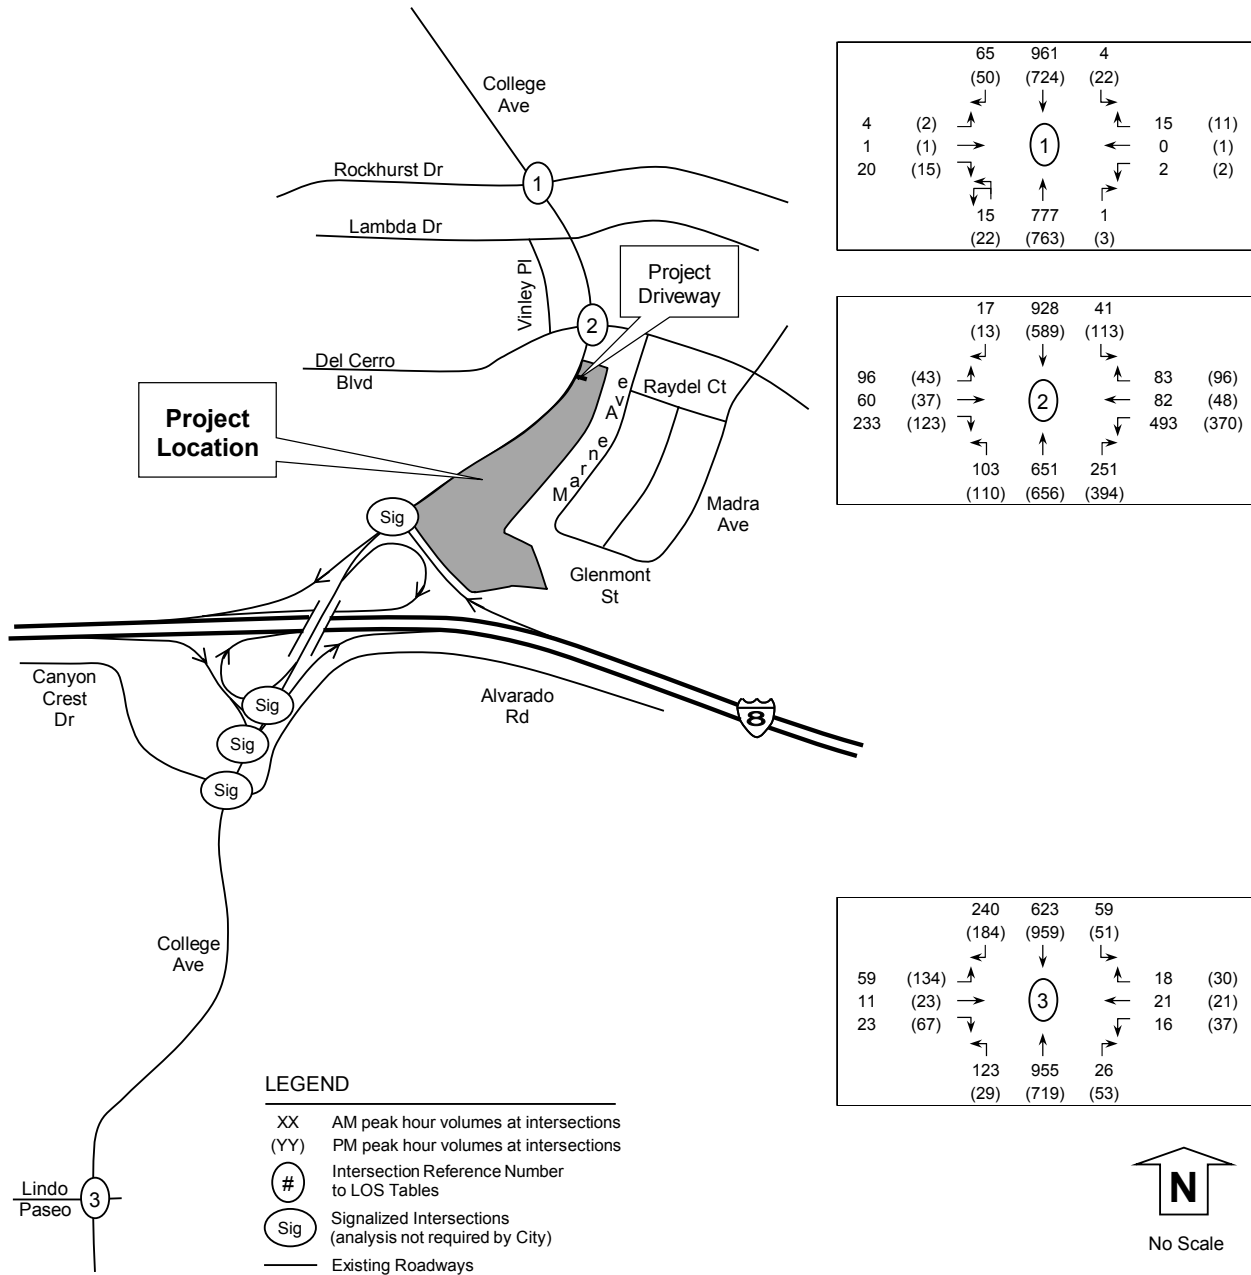 College
Ave
Rockhurst Dr
1
Lambda Dr
Vinley Pl
Project
Driveway
2
Del Cerro
Blvd
Raydel Ct
Marne Ave
Project
Location
Madra
Ave
Sig
Glenmont
St
Canyon
Crest
Dr
Alvarado
Rd
8
Sig
Sig
Sig
College
Ave
Lindo
Paseo
3
65 961 4
(50) (724) (22)
4 (2) 15 (11)
1 (1) 1 0 (1)
20 (15) 2 (2)
15 777 1
(22) (763) (3)
17 928 41
(13) (589) (113)
96 (43) 83 (96)
60 (37) 2 82 (48)
233 (123) 493 (370)
103 651 251
(110) (656) (394)
240 623 59
(184) (959) (51)
59 (134) 18 (30)
11 (23) 3 21 (21)
23 (67) 16 (37)
123 955 26
(29) (719) (53)
LEGEND
XX AM peak hour volumes at intersections
(YY) PM peak hour volumes at intersections
# Intersection Reference Number
to LOS Tables
Sig Signalized Intersections
(analysis not required by City)
Existing Roadways
N
No Scale